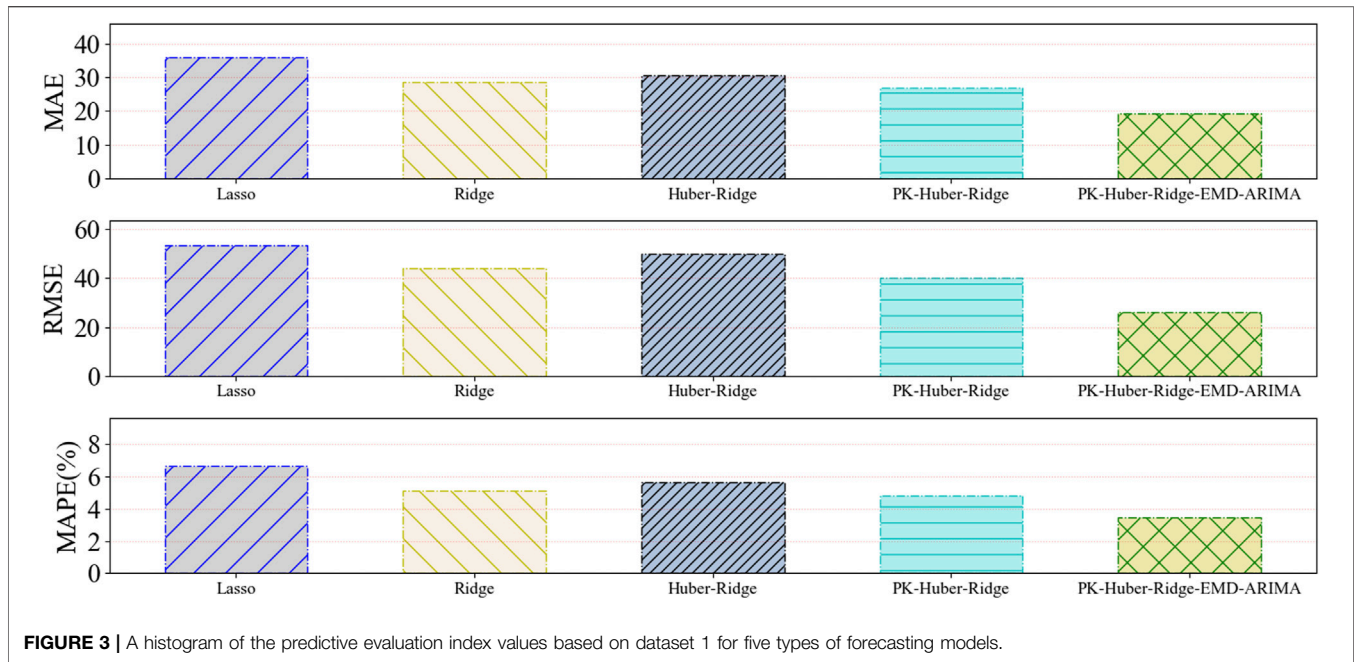 40
30
20
10
0
MAE
Lasso Ridge Huber-Ridge PK-Huber-Ridge PK-Huber-Ridge-EMD-ARIMA
60
40
20
0
RMSE
Lasso Ridge Huber-Ridge PK-Huber-Ridge PK-Huber-Ridge-EMD-ARIMA
8
6
4
2
0
MAPE(%)
Lasso Ridge Huber-Ridge PK-Huber-Ridge PK-Huber-Ridge-EMD-ARIMA
FIGURE 3 | A histogram of the predictive evaluation index values based on dataset 1 for five types of forecasting models.